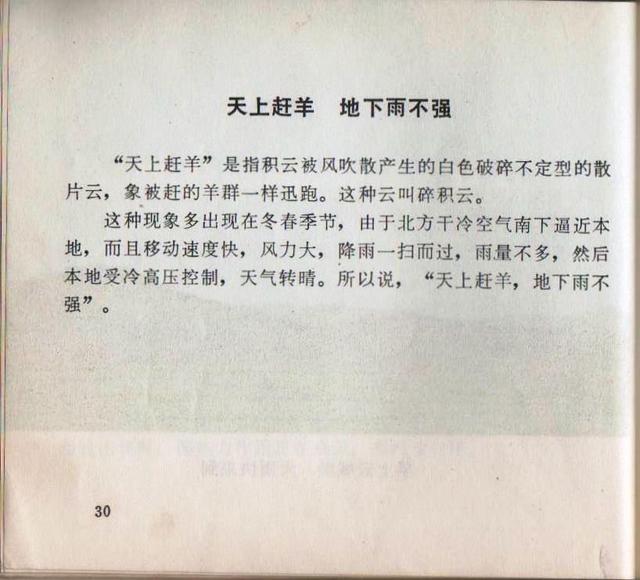 天上赶羊　地下雨不强
“天上赶羊”是指积云被风吹散产生的白色破碎不定型的散
片云，象被赶的羊群一样迅跑。这种云叫碎积云。
这种现象多出现在冬春季节，由于北方干冷空气南下逼近本
地，而且移动速度快，风力大，降雨一扫而过，雨量不多，然后
本地受冷高压控制，天气转晴。所以说，“天上赶羊，地下雨不
强”。
30